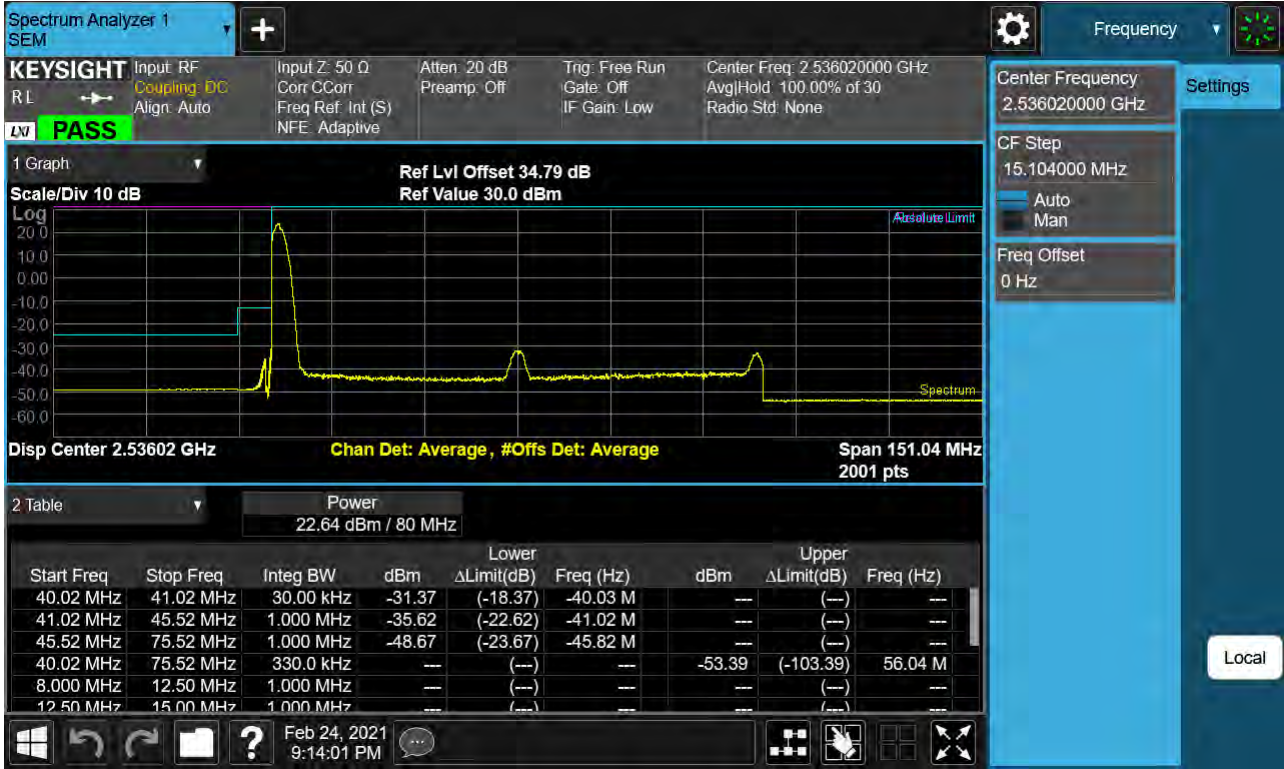 Spectrum Analyzer 1
SEM
Frequency
KEYSIGHT
R L
LXI
PASS
Input: RF
Coupling: DC
Align: Auto
Input Z: 50 Ω
Corr CCorr
Freq Ref: Int (S)
NFE: Adaptive
Atten: 20 dB
Preamp: Off
Trig: Free Run
Gate: Off
IF Gain: Low
Center Freq: 2.536020000 GHz
Avg|Hold: 100.00% of 30
Radio Std: None
Center Frequency
2.536020000 GHz
Settings
CF Step
15.104000 MHz
Auto
Man
Freq Offset
0 Hz
Local
1 Graph
Scale/Div 10 dB
Ref Lvl Offset 34.79 dB
Ref Value 30.0 dBm
Log
20.0
10.0
0.00
-10.0
-20.0
-30.0
-40.0
-50.0
-60.0
Absolute Limit
Spectrum
Disp Center 2.53602 GHz
Chan Det: Average, #Offs Det: Average
Span 151.04 MHz
2001 pts
2 Table
Power
22.64 dBm / 80 MHz
Lower Upper
Start Freq Stop Freq Integ BW dBm ΔLimit(dB) Freq (Hz) dBm ΔLimit(dB) Freq (Hz)
40.02 MHz 41.02 MHz 30.00 kHz -31.37 (-18.37) -40.03 M --- (---) ---
41.02 MHz 45.52 MHz 1.000 MHz -35.62 (-22.62) -41.02 M --- (---) ---
45.52 MHz 75.52 MHz 1.000 MHz -48.67 (-23.67) -45.82 M --- (---) ---
40.02 MHz 75.52 MHz 330.0 kHz --- (---) --- -53.39 (-103.39) 56.04 M
8.000 MHz 12.50 MHz 1.000 MHz --- (---) --- --- (---) ---
12.50 MHz 15.00 MHz 1.000 MHz --- (---) --- --- (---) ---
?
Feb 24, 2021
9:14:01 PM